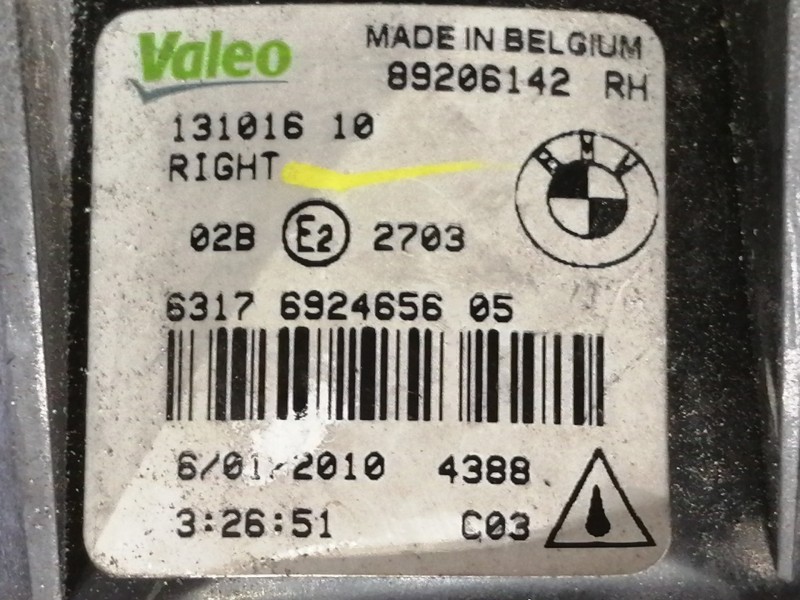 Valeo
MADE IN BELGIUM
89206142 RH
131016 10
RIGHT
BMW
02B E2 2703
6317 6924656 05
6/01/2010 4388
3:26:51 C03